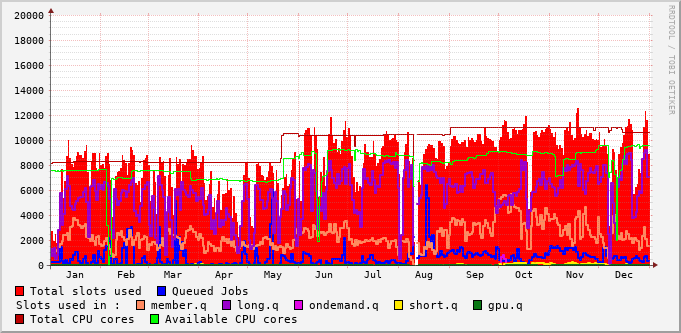 20000
18000
16000
14000
12000
10000
8000
6000
4000
2000
0
Jan Feb Mar Apr May Jun Jul Aug Sep Oct Nov Dec
RRDTOOL / TOBI OETIKER
Total slots used Queued Jobs
Slots used in : member.q long.q ondemand.q short.q gpu.q
Total CPU cores Available CPU cores